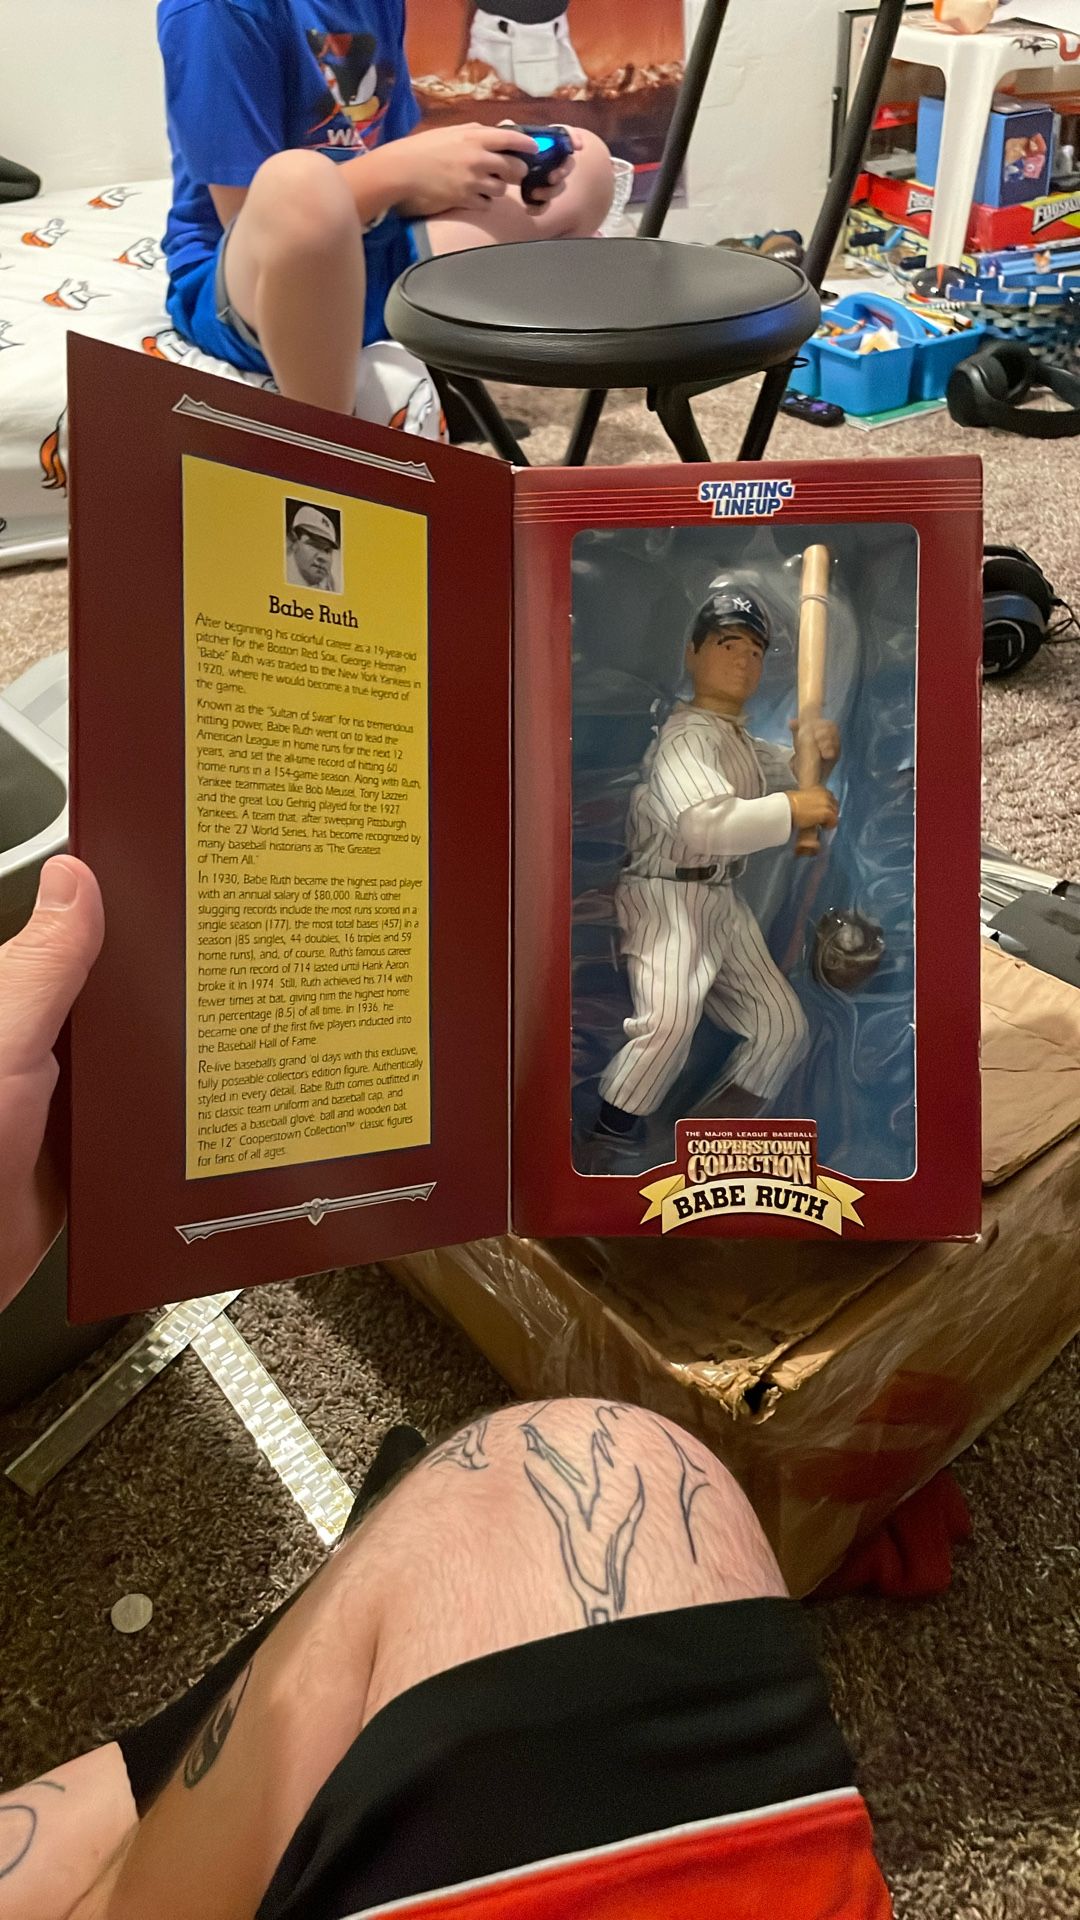 WA
STARTING
LINEUP
Babe Ruth
After beginning his colorful career as a 19-year-old
pitcher for the Boston Red Sox, George Herman
"Babe" Ruth was traded to the New York Yankees in
1920, where he would become a true legend of
the game.
Known as the "Sultan of Swat" for his tremendous
hitting power, Babe Ruth went on to lead the
American League in home runs for the next 12
years, and set the all-time record of hitting 60
home runs in a 154-game season. Along with Ruth,
Yankee teammates like Bob Meusel, Tony Lazzeri
and the great Lou Gehrig played for the 1927
Yankees. A team that, after sweeping Pittsburgh
for the '27 World Series, has become recognized by
many baseball historians as "The Greatest
of Them All."
In 1930, Babe Ruth became the highest paid player
with an annual salary of $80,000. Ruth's other
slugging records include the most runs scored in a
single season (177), the most total bases (457) in a
season (85 singles, 44 doubles, 16 triples and 59
home runs), and, of course, Ruth's famous career
home run record of 714 lasted until Hank Aaron
broke it in 1974. Still, Ruth achieved his 714 with
fewer times at bat, giving him the highest home
run percentage (8.5) of all time. In 1936, he
became one of the first five players inducted into
the Baseball Hall of Fame.
Re-live baseball's grand 'ol days with this exclusive,
fully poseable collector's edition figure. Authentically
styled in every detail, Babe Ruth comes outfitted in
his classic team uniform and baseball cap, and
includes a baseball glove, ball and wooden bat.
The 12" Cooperstown Collection™ classic figures
for fans of all ages.
NY
THE MAJOR LEAGUE BASEBALL®
COOPERSTOWN
COLLECTION
BABE RUTH